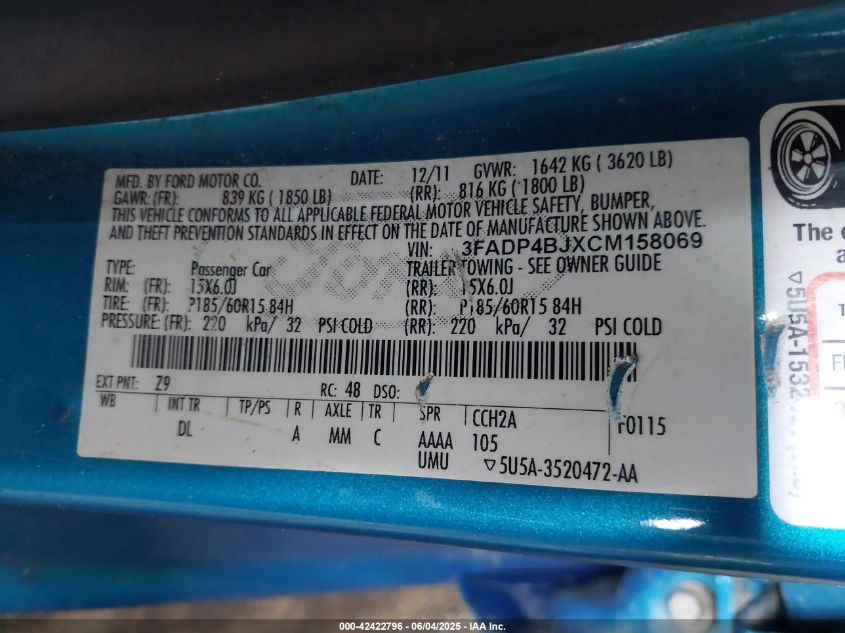 MFD. BY FORD MOTOR CO. DATE: 12/11 GVWR: 1642 KG ( 3620 LB)
GAWR: (FR): 839 KG ( 1850 LB) (RR): 816 KG ( 1800 LB)
THIS VEHICLE CONFORMS TO ALL APPLICABLE FEDERAL MOTOR VEHICLE SAFETY, BUMPER,
AND THEFT PREVENTION STANDARDS IN EFFECT ON THE DATE OF MANUFACTURE SHOWN ABOVE.
VIN: 3FADP4BJXCM158069
TYPE: Passenger Car TRAILER TOWING - SEE OWNER GUIDE
RIM: (FR): 15X6.0J (RR): 15X6.0J
TIRE: (FR): P185/60R15 84H (RR): P185/60R15 84H
PRESSURE: (FR): 220 kPa/ 32 PSI COLD (RR): 220 kPa/ 32 PSI COLD
EXT PNT: Z9 RC: 48 DSO:
WB INT TR TP/PS R AXLE TR SPR CCH2A F0115
DL A MM C AAAA 105
UMU ▽5U5A-3520472-AA
The
▽5U5A-1532
000-42422796 - 06/04/2025 - IAA